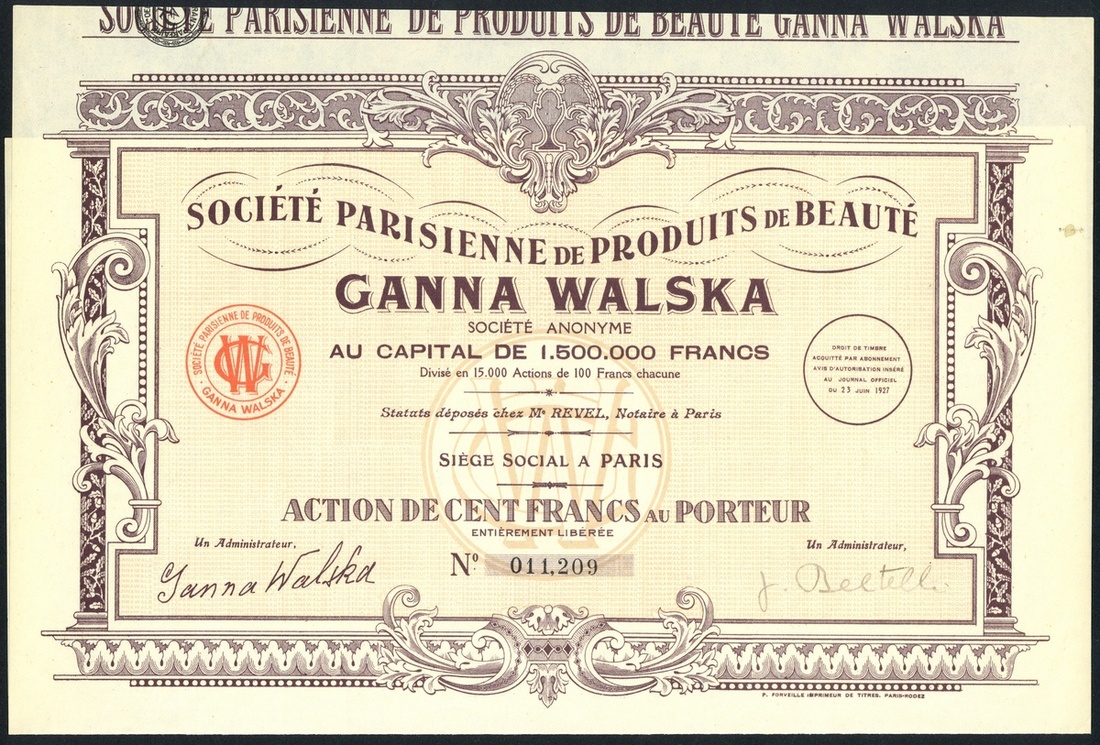 SOCIÉTÉ PARISIENNE DE PRODUITS DE BEAUTÉ GANNA WALSKA
SOCIÉTÉ PARISIENNE DE PRODUITS DE BEAUTÉ
GANNA WALSKA
SOCIÉTÉ ANONYME
AU CAPITAL DE 1.500.000 FRANCS
Divisé en 15.000 Actions de 100 Francs chacune
SOCIÉTÉ PARISIENNE DE PRODUITS DE BEAUTÉ
GW
· GANNA WALSKA ·
DROIT DE TIMBRE
ACQUITTÉ PAR ABONNEMENT
AVIS D'AUTORISATION INSÉRÉ
AU JOURNAL OFFICIEL
DU 23 JUIN 1927
Statuts déposés chez Me REVEL, Notaire à Paris
SIÈGE SOCIAL A PARIS
ACTION DE CENT FRANCS AU PORTEUR
ENTIÈREMENT LIBÉRÉE
Un Administrateur,
Ganna Walska
No 011,209
Un Administrateur,
P. FORVEILLE IMPRIMEUR DE TITRES. PARIS-RODEZ